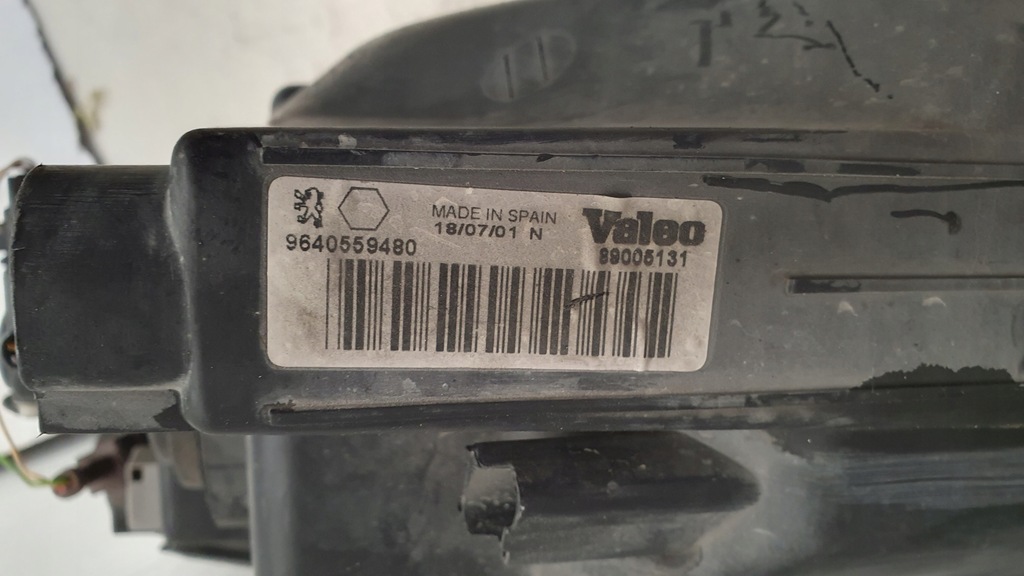 MADE IN SPAIN
18/07/01 N
Valeo
9640559480
89005131